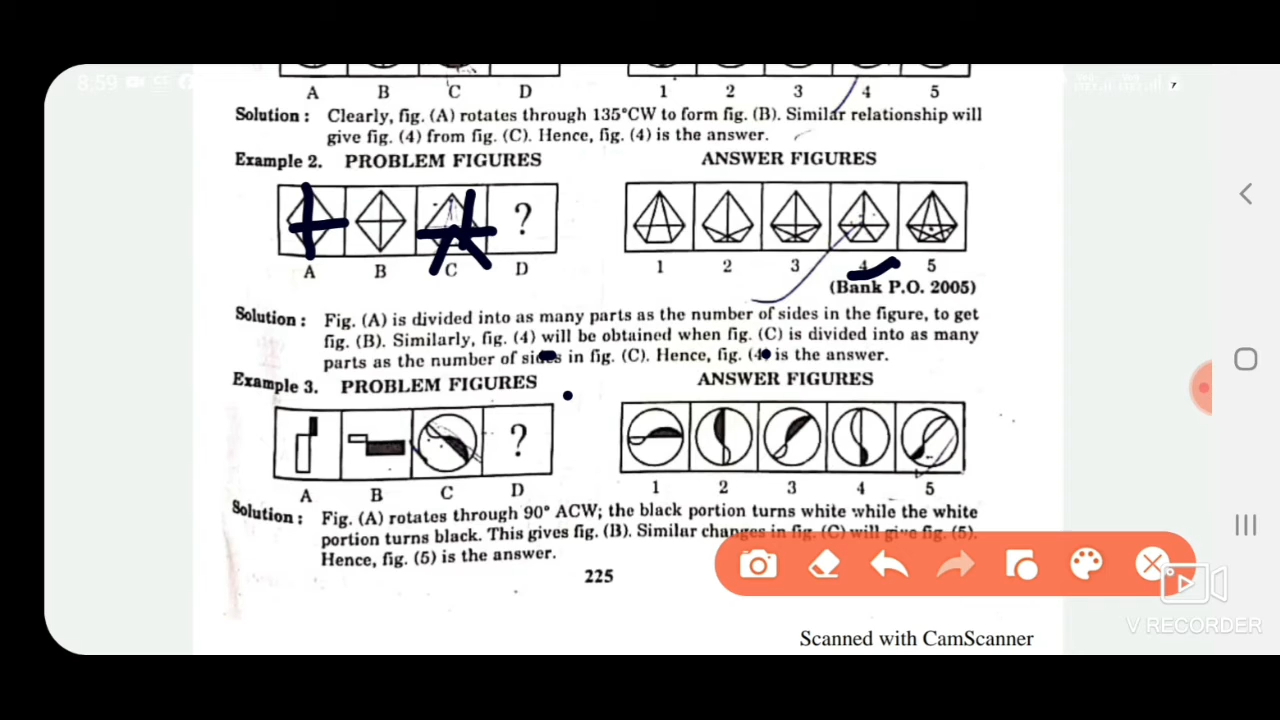 8:59
A B C D 1 2 3 4 5
Solution : Clearly, fig. (A) rotates through 135°CW to form fig. (B). Similar relationship will
give fig. (4) from fig. (C). Hence, fig. (4) is the answer.
Example 2. PROBLEM FIGURES ANSWER FIGURES
?
A B C D 1 2 3 4 5
(Bank P.O. 2005)
Solution : Fig. (A) is divided into as many parts as the number of sides in the figure, to get
fig. (B). Similarly, fig. (4) will be obtained when fig. (C) is divided into as many
parts as the number of sides in fig. (C). Hence, fig. (4) is the answer.
Example 3. PROBLEM FIGURES ANSWER FIGURES
?
A B C D 1 2 3 4 5
Solution : Fig. (A) rotates through 90° ACW; the black portion turns white while the white
portion turns black. This gives fig. (B). Similar changes in fig. (C) will give fig. (5).
Hence, fig. (5) is the answer.
225
V RECORDER
Scanned with CamScanner